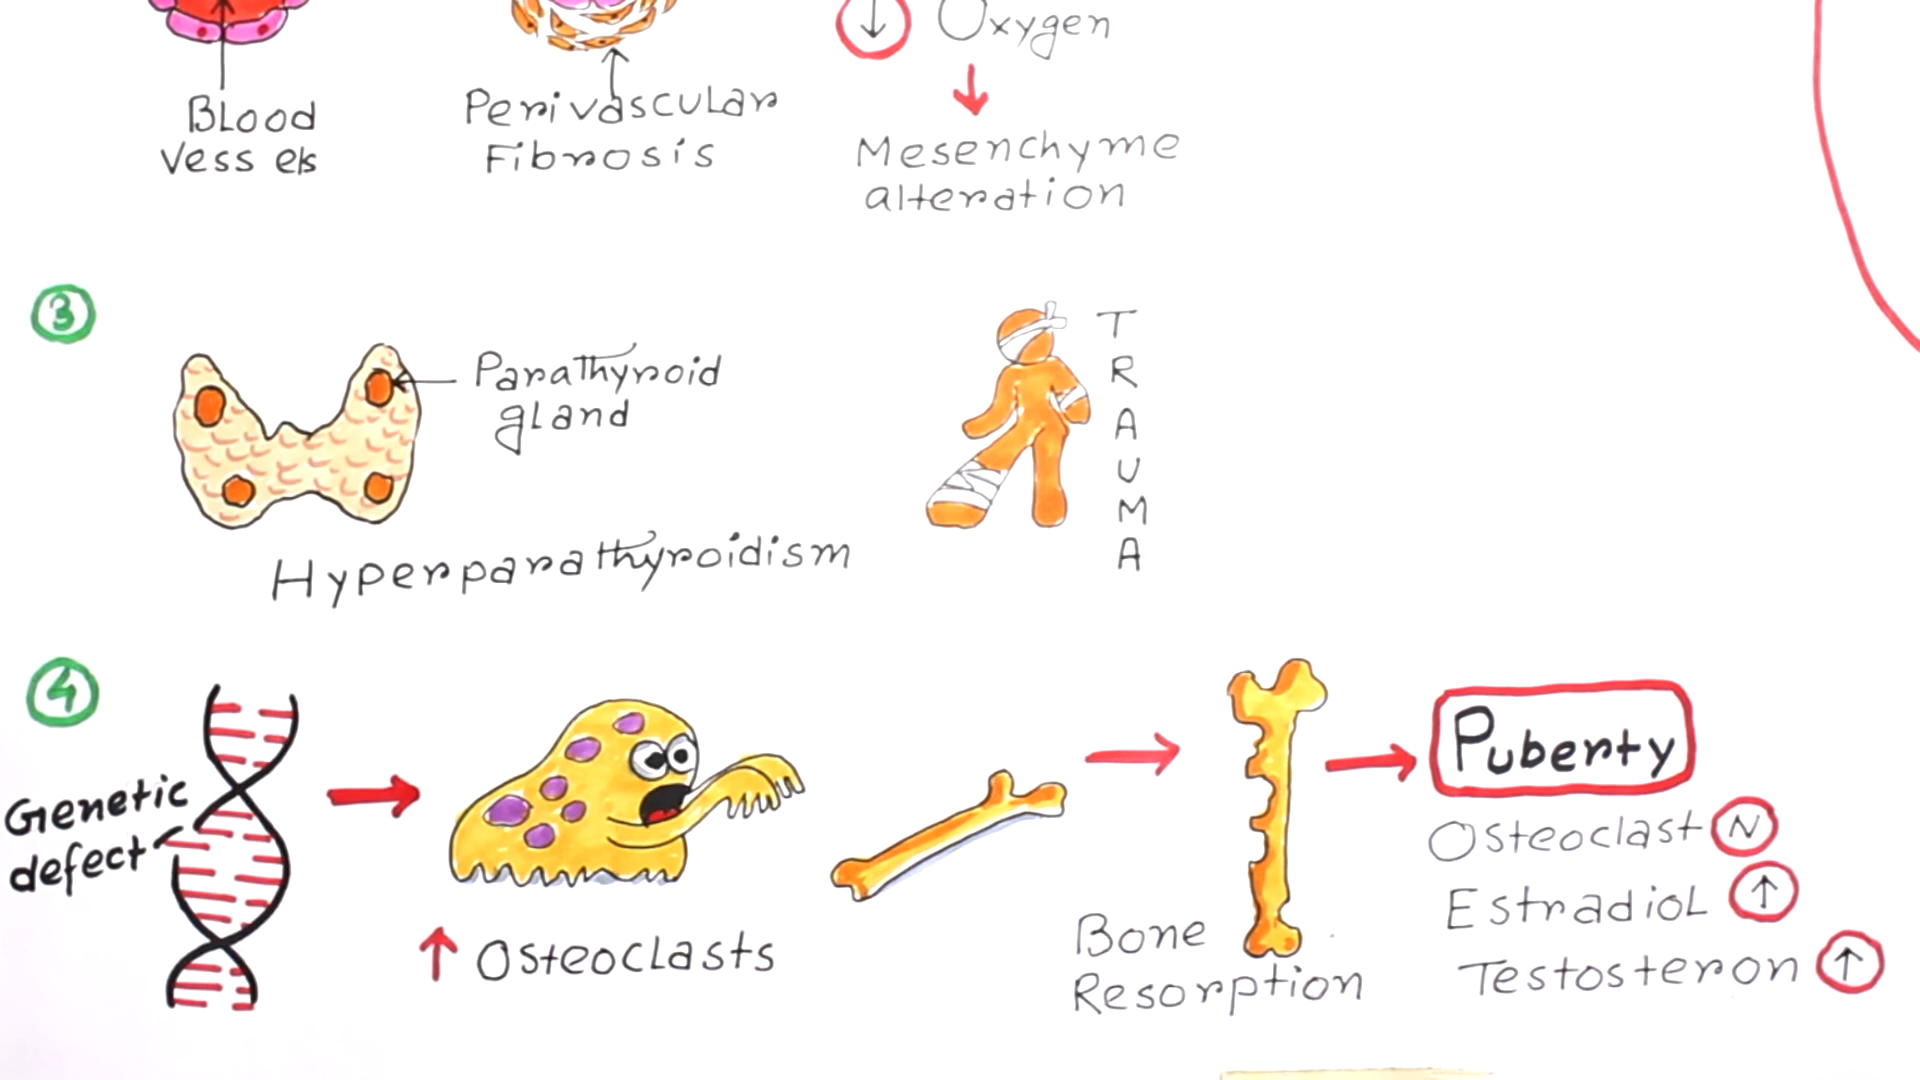 ↓ Oxygen
Blood
Vessels
Perivascular
Fibrosis
Mesenchyme
alteration
3
Parathyroid
gland
TRAUMA
Hyperparathyroidism
4
Genetic
defect
↑ Osteoclasts
Bone
Resorption
Puberty
Osteoclast N
Estradiol ↑
Testosteron ↑